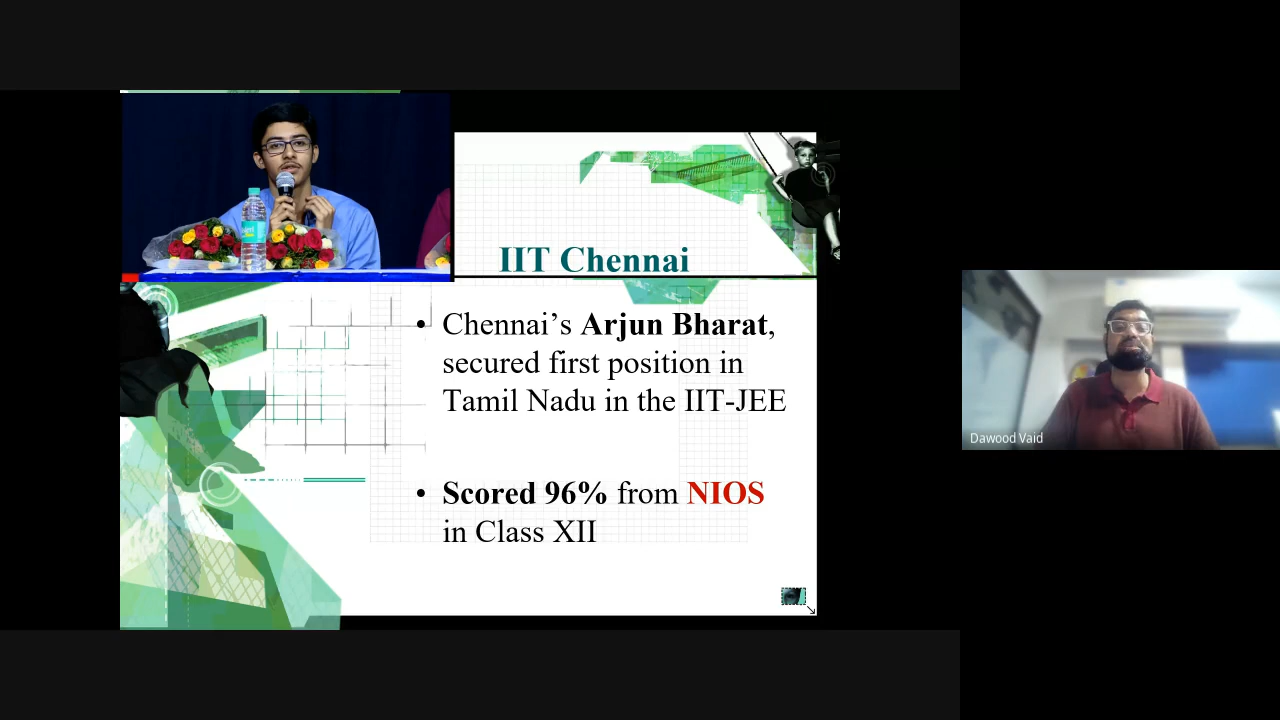 IIT Chennai
• Chennai’s Arjun Bharat,
secured first position in
Tamil Nadu in the IIT-JEE
• Scored 96% from NIOS
in Class XII
Dawood Vaid